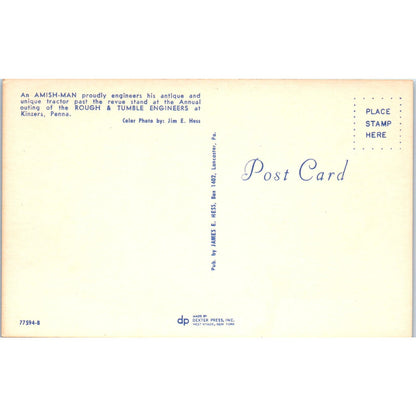 An AMISH-MAN proudly engineers his antique and
unique tractor past the revue stand at the Annual
outing of the ROUGH & TUMBLE ENGINEERS at
Kinzers, Penna.
Color Photo by: Jim E. Hess
Pub. by JAMES E. HESS, Box 1402, Lancaster, Pa.
PLACE
STAMP
HERE
Post Card
77594-B
dp
MADE BY
DEXTER PRESS, INC.
WEST NYACK, NEW YORK